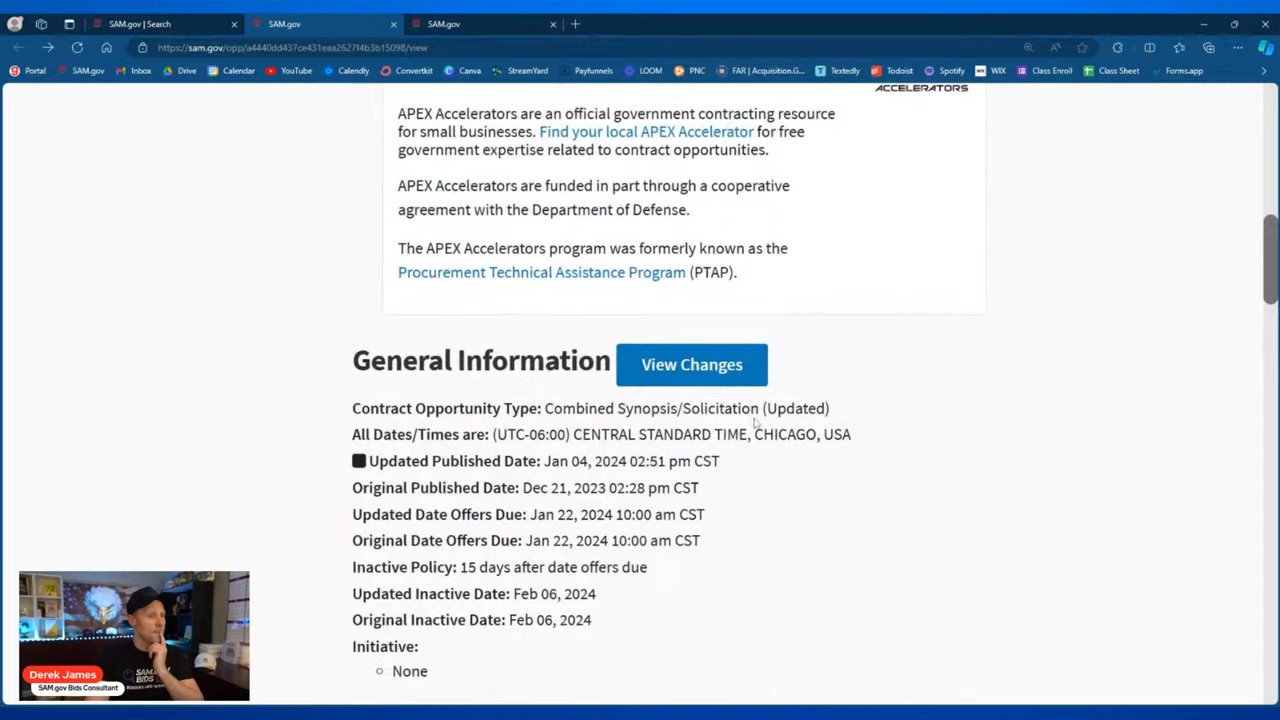 SAM.gov | Search
SAM.gov
SAM.gov
https://sam.gov/opp/a4440dd437ce431eaa2627f4b3b15098/view
Portal
SAM.gov
Inbox
Drive
Calendar
YouTube
Calendly
Convertkit
Canva
StreamYard
Payfunnels
LOOM
PNC
FAR | Acquisition.G...
Textedly
Todoist
Spotify
WIX
Class Enroll
Class Sheet
Forms.app
ACCELERATORS
APEX Accelerators are an official government contracting resource
for small businesses. Find your local APEX Accelerator for free
government expertise related to contract opportunities.
APEX Accelerators are funded in part through a cooperative
agreement with the Department of Defense.
The APEX Accelerators program was formerly known as the
Procurement Technical Assistance Program (PTAP).
General Information
View Changes
Contract Opportunity Type: Combined Synopsis/Solicitation (Updated)
All Dates/Times are: (UTC-06:00) CENTRAL STANDARD TIME, CHICAGO, USA
Updated Published Date: Jan 04, 2024 02:51 pm CST
Original Published Date: Dec 21, 2023 02:28 pm CST
Updated Date Offers Due: Jan 22, 2024 10:00 am CST
Original Date Offers Due: Jan 22, 2024 10:00 am CST
Inactive Policy: 15 days after date offers due
Updated Inactive Date: Feb 06, 2024
Original Inactive Date: Feb 06, 2024
Initiative:
None
SAM.GOV
BIDS
Derek James
SAM.gov Bids Consultant